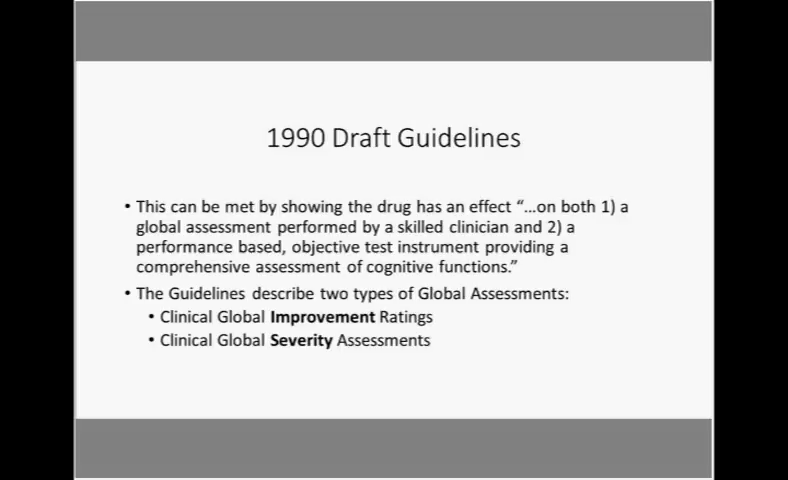 1990 Draft Guidelines
• This can be met by showing the drug has an effect “…on both 1) a
global assessment performed by a skilled clinician and 2) a
performance based, objective test instrument providing a
comprehensive assessment of cognitive functions.”
• The Guidelines describe two types of Global Assessments:
• Clinical Global Improvement Ratings
• Clinical Global Severity Assessments